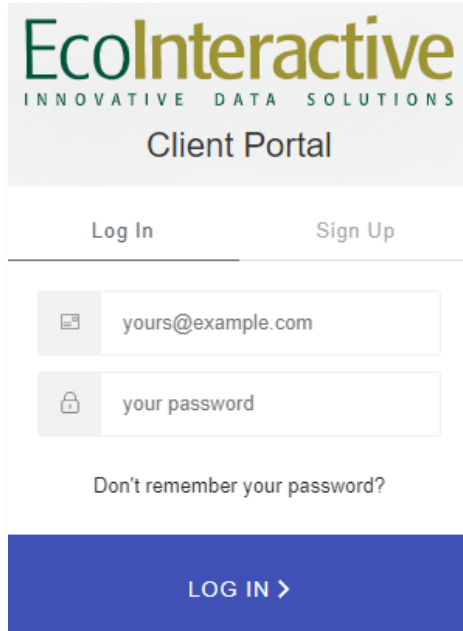 EcoInteractive
INNOVATIVE DATA SOLUTIONS
Client Portal
Log In Sign Up
yours@example.com
your password
Don't remember your password?
LOG IN >